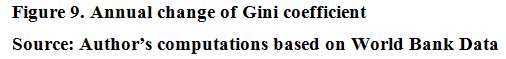 Figure 9. Annual change of Gini coefficient
Source: Author’s computations based on World Bank Data